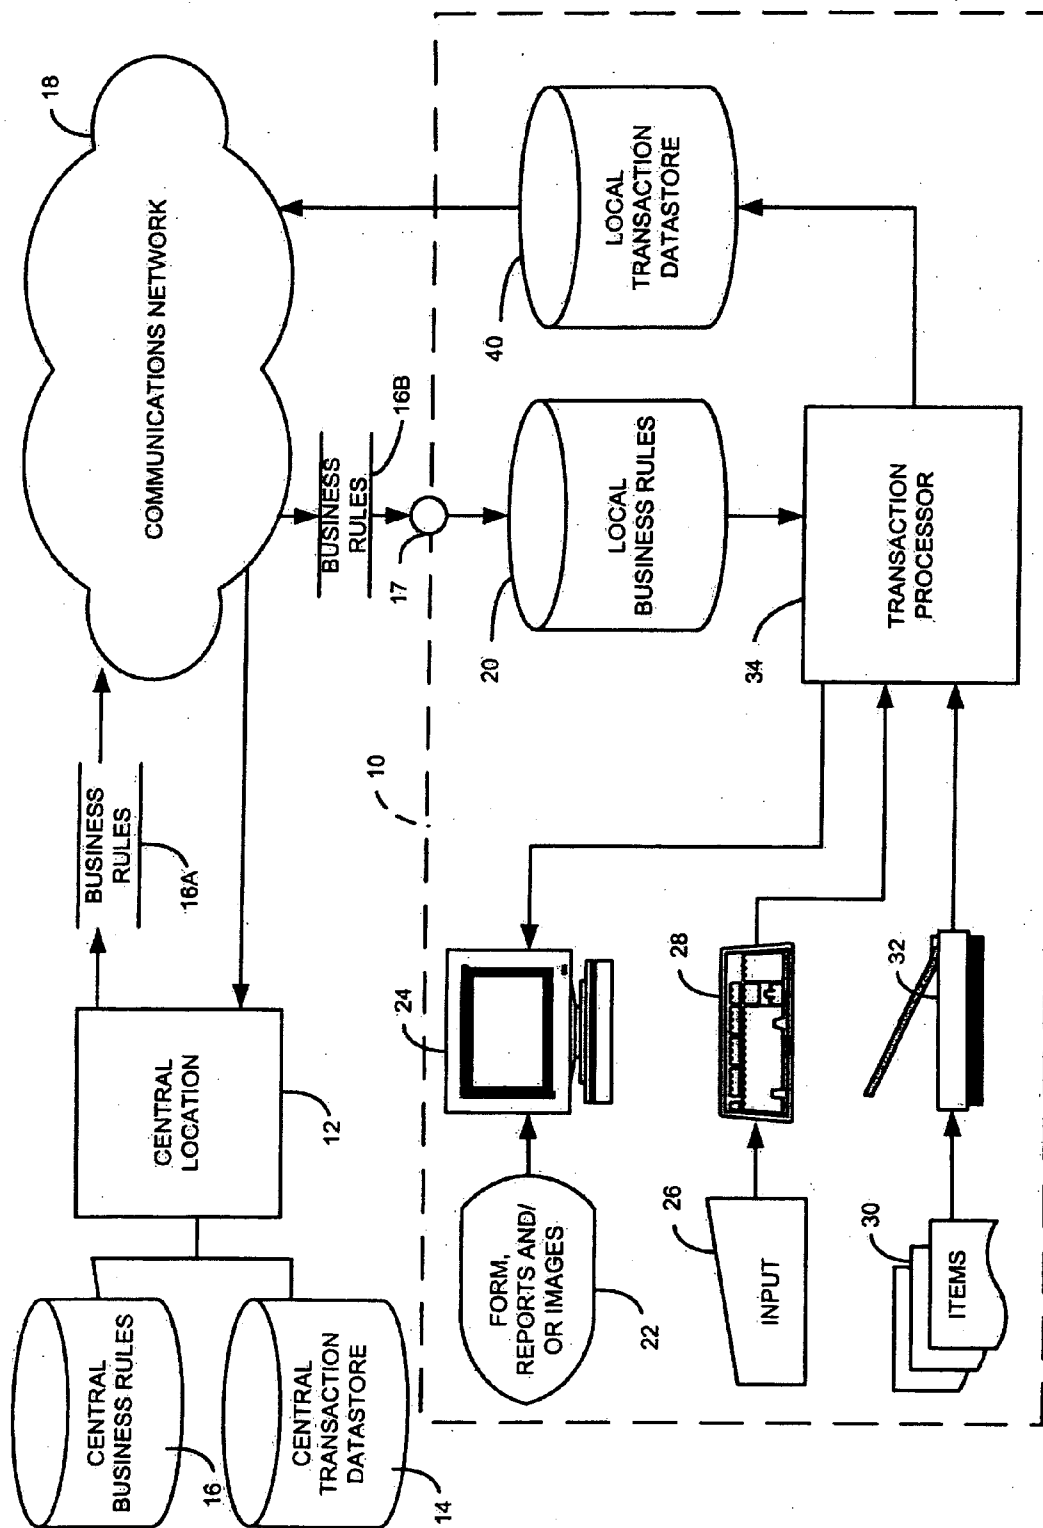 CENTRAL
BUSINESS RULES
16
CENTRAL
TRANSACTION
DATASTORE
14
CENTRAL
LOCATION
12
BUSINESS
RULES
16A
COMMUNICATIONS NETWORK
18
BUSINESS
RULES
16B
17
10
FORM,
REPORTS AND/
OR IMAGES
22
24
INPUT
26
28
ITEMS
30
32
LOCAL
BUSINESS RULES
20
LOCAL
TRANSACTION
DATASTORE
40
TRANSACTION
PROCESSOR
34